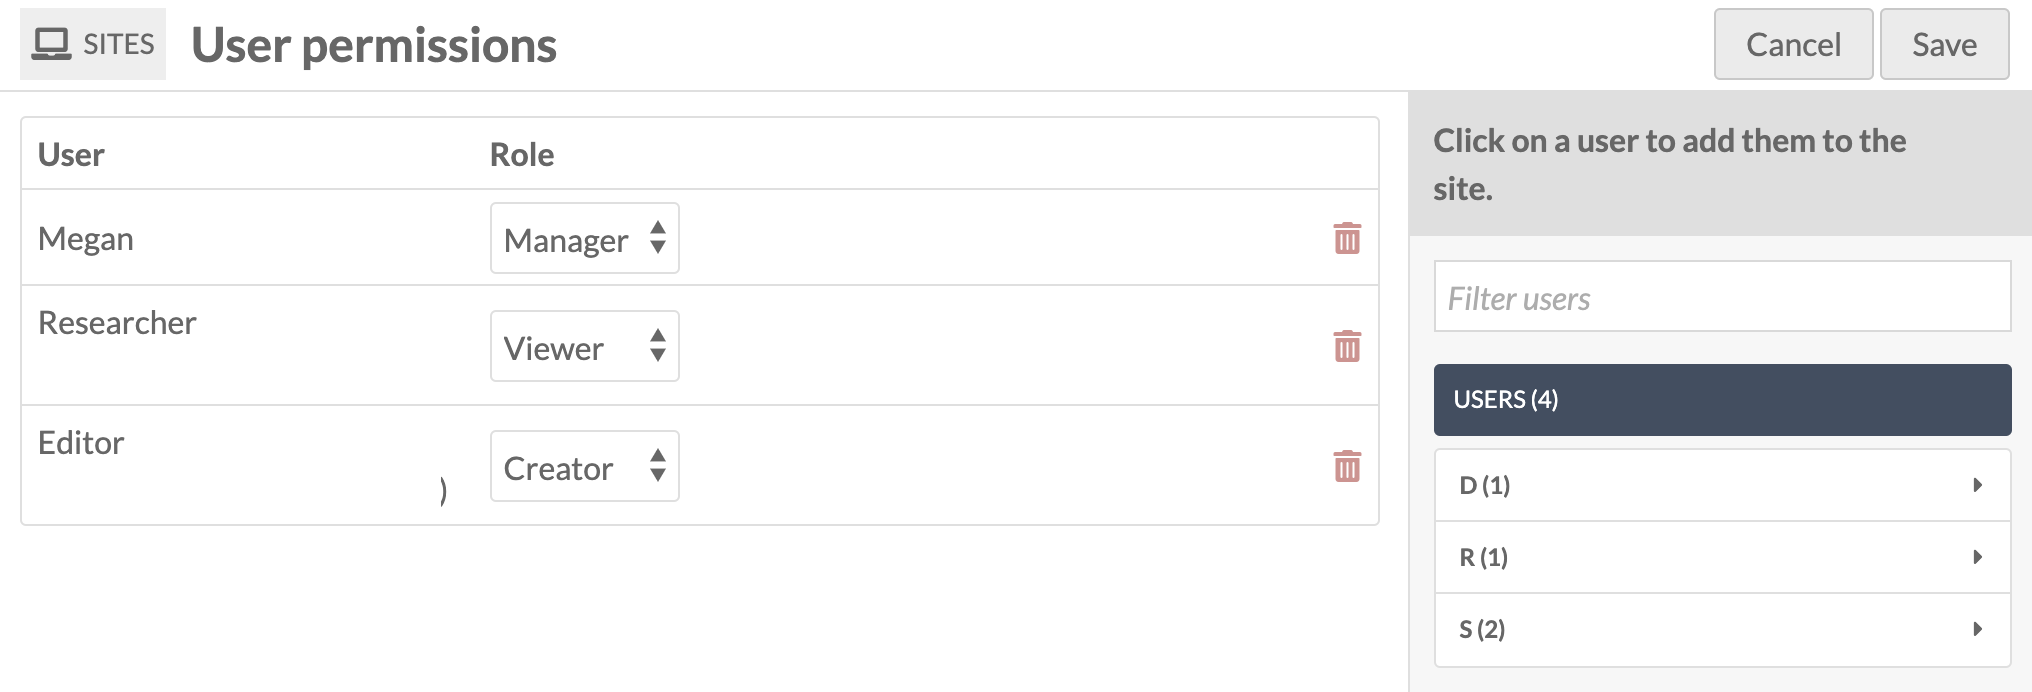 SITES User permissions Cancel Save
User Role
Megan Manager
Researcher Viewer
Editor
) Creator
Click on a user to add them to the
site.
Filter users
USERS (4)
D (1)
R (1)
S (2)